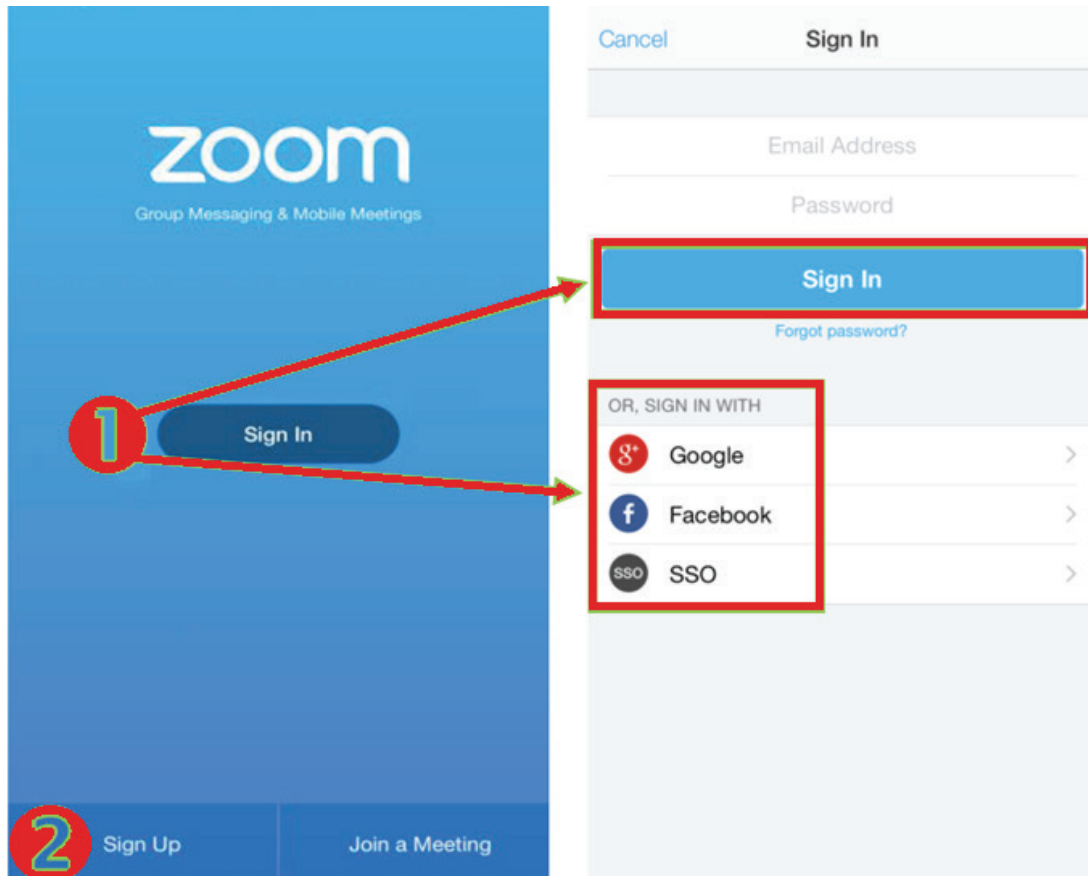 zoom
Group Messaging & Mobile Meetings
1
Sign In
2
Sign Up
Join a Meeting
Cancel
Sign In
Email Address
Password
Sign In
Forgot password?
OR, SIGN IN WITH
g+
Google
f
Facebook
SSO
SSO